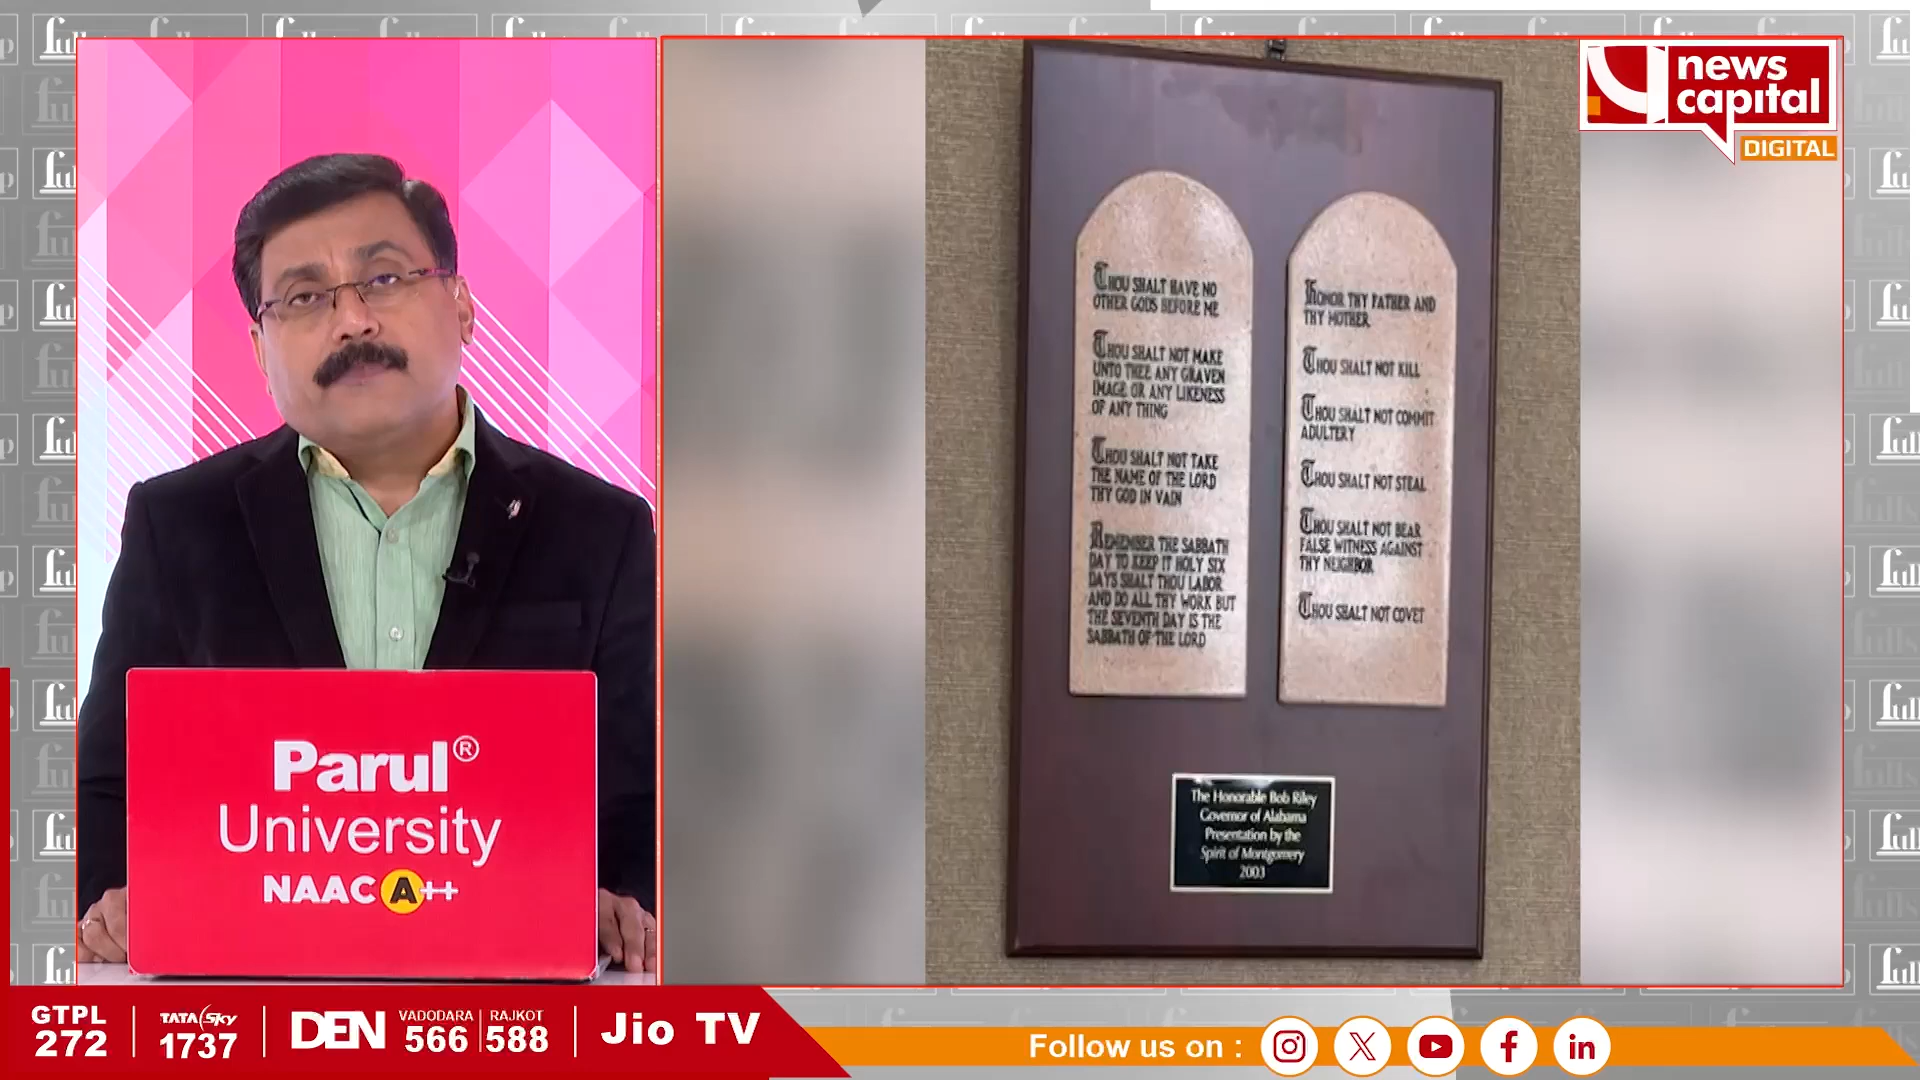 news
capital
DIGITAL
THOU SHALT HAVE NO
OTHER GODS BEFORE ME
THOU SHALT NOT MAKE
UNTO THEE ANY GRAVEN
IMAGE OR ANY LIKENESS
OF ANY THING
THOU SHALT NOT TAKE
THE NAME OF THE LORD
THY GOD IN VAIN
REMEMBER THE SABBATH
DAY TO KEEP IT HOLY SIX
DAYS SHALT THOU LABOR
AND DO ALL THY WORK BUT
THE SEVENTH DAY IS THE
SABBATH OF THE LORD
HONOR THY FATHER AND
THY MOTHER
THOU SHALT NOT KILL
THOU SHALT NOT COMMIT
ADULTERY
THOU SHALT NOT STEAL
THOU SHALT NOT BEAR
FALSE WITNESS AGAINST
THY NEIGHBOR
THOU SHALT NOT COVET
The Honorable Bob Riley
Governor of Alabama
Presentation by the
Spirit of Montgomery
2003
Parul®
University
NAAC A++
GTPL
272
TATA Sky
1737
DEN
VADODARA
566
RAJKOT
588
Jio TV
Follow us on :